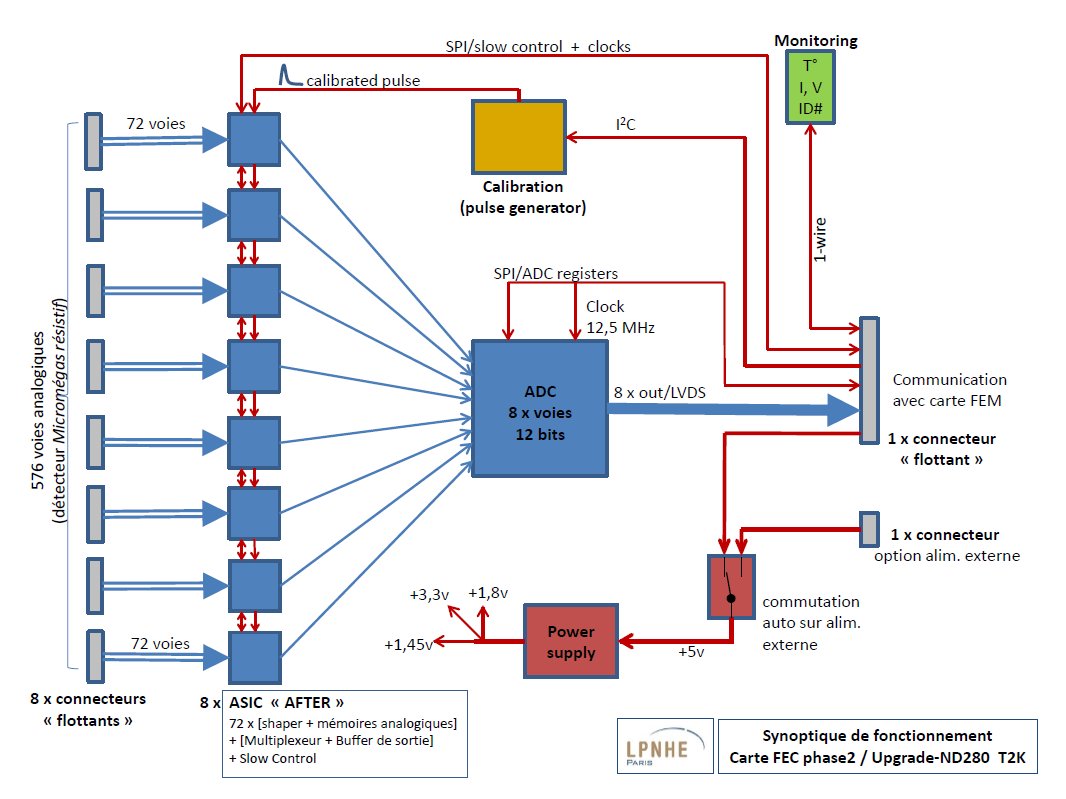 SPI/slow control + clocks
Monitoring
T°
I, V
ID#
calibrated pulse
72 voies
I²C
Calibration
(pulse generator)
1-wire
SPI/ADC registers
Clock
12,5 MHz
576 voies analogiques
(détecteur Micromégas résistif)
ADC
8 x voies
12 bits
8 x out/LVDS
Communication
avec carte FEM
1 x connecteur
« flottant »
1 x connecteur
option alim. externe
commutation
auto sur alim.
externe
+3,3v
+1,8v
+1,45v
Power
supply
+5v
72 voies
8 x connecteurs
« flottants »
8 x ASIC « AFTER »
72 x [shaper + mémoires analogiques]
+ [Multiplexeur + Buffer de sortie]
+ Slow Control
LPNHE
PARIS
Synoptique de fonctionnement
Carte FEC phase2 / Upgrade-ND280 T2K